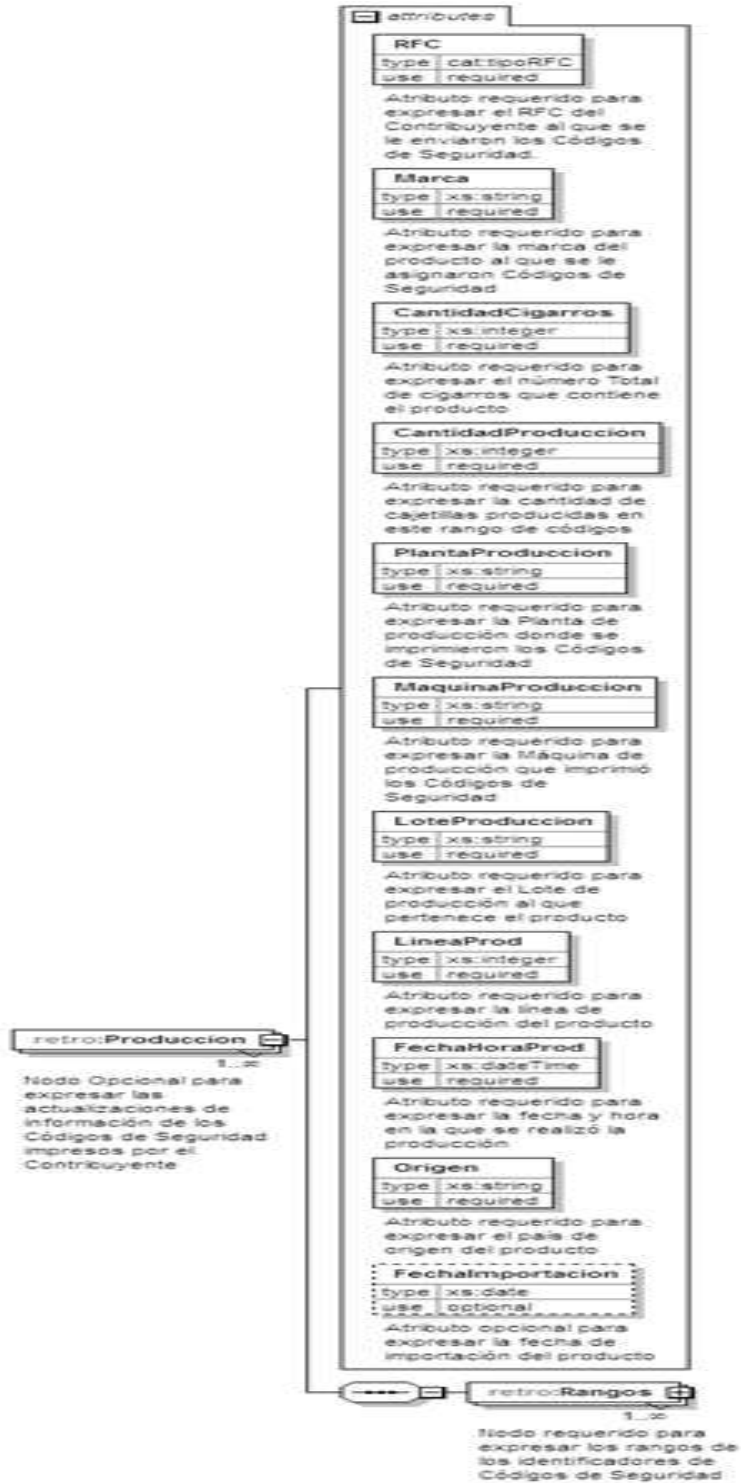 attributes
RFC
type cat:tipoRFC
use required
Atributo requerido para
expresar el RFC del
Contribuyente al que se
le enviaron los Códigos
de Seguridad.
Marca
type xs:string
use required
Atributo requerido para
expresar la marca del
producto al que se le
asignaron Códigos de
Seguridad
CantidadCigarros
type xs:integer
use required
Atributo requerido para
expresar el número Total
de cigarros que contiene
el producto
CantidadProduccion
type xs:integer
use required
Atributo requerido para
expresar la cantidad de
cajetillas producidas en
este rango de códigos
PlantaProduccion
type xs:string
use required
Atributo requerido para
expresar la Planta de
producción donde se
imprimieron los Códigos
de Seguridad
MaquinaProduccion
type xs:string
use required
Atributo requerido para
expresar la Máquina de
producción que imprimió
los Códigos de
Seguridad
LoteProduccion
type xs:string
use required
Atributo requerido para
expresar el Lote de
producción al que
pertenece el producto
LineaProd
type xs:integer
use required
Atributo requerido para
expresar la línea de
producción del producto
FechaHoraProd
type xs:dateTime
use required
Atributo requerido para
expresar la fecha y hora
en la que se realizó la
producción
Origen
type xs:string
use required
Atributo requerido para
expresar el país de
origen del producto
FechaImportacion
type xs:date
use optional
Atributo opcional para
expresar la fecha de
importación del producto
retro:Produccion
1..∞
Nodo Opcional para
expresar las
actualizaciones de
información de los
Códigos de Seguridad
impresos por el
Contribuyente
retro:Rangos
1..∞
Nodo requerido para
expresar los rangos de
los identificadores de
Códigos de Seguridad